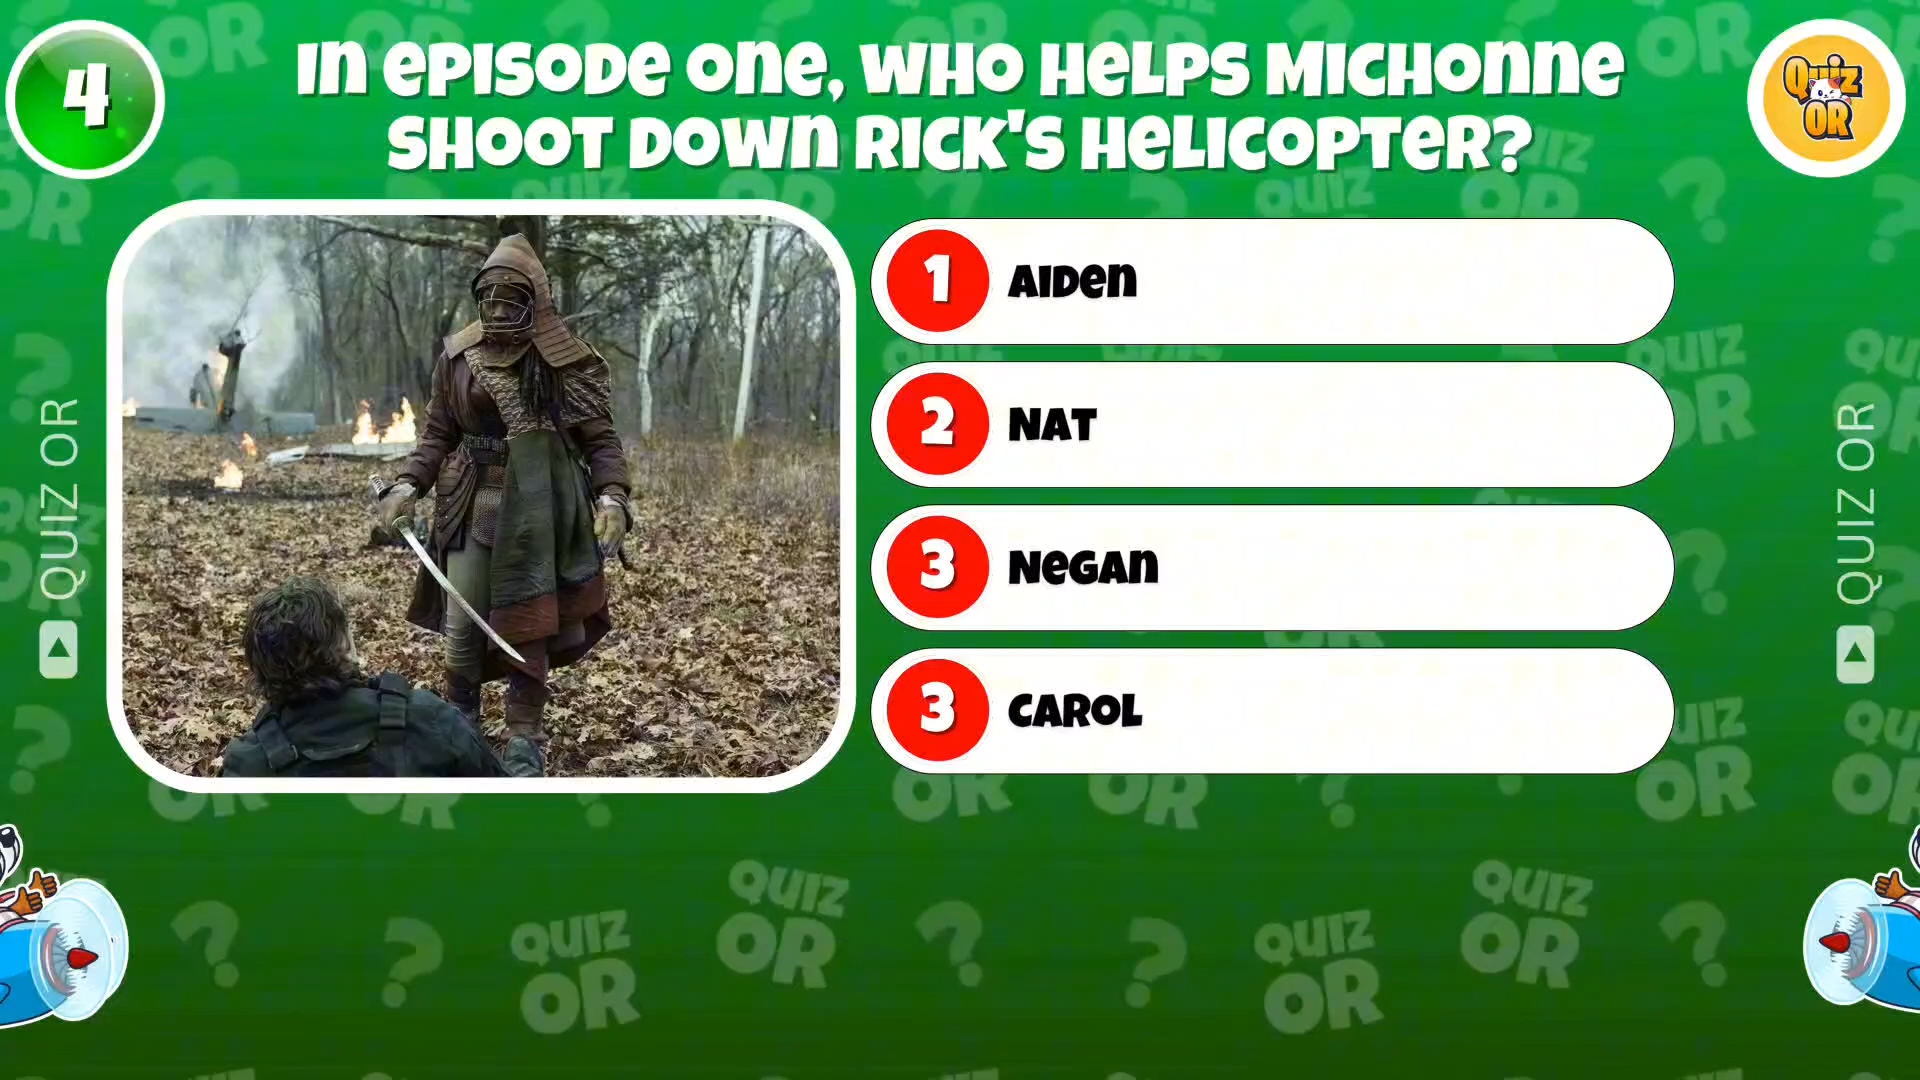 4
In episode one, who helps Michonne
shoot down Rick's helicopter?
Quiz
OR
1 Aiden
2 Nat
3 Negan
3 Carol
QUIZ OR
QUIZ OR